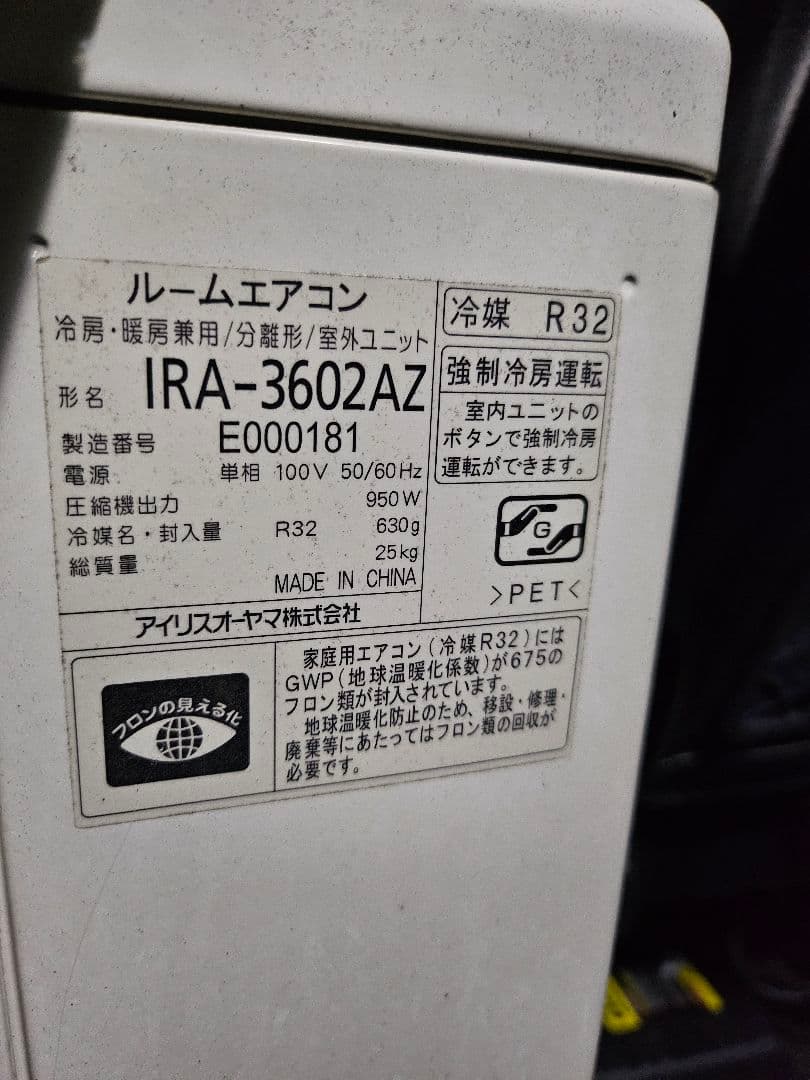 ルームエアコン
冷房・暖房兼用/分離形/室外ユニット
形名 IRA-3602AZ
製造番号 E000181
電源 単相 100V 50/60Hz
圧縮機出力 950W
冷媒名・封入量 R32 630g
総質量 25kg
MADE IN CHINA
アイリスオーヤマ株式会社
冷媒 R32
強制冷房運転
室内ユニットの
ボタンで強制冷房
運転ができます。
G
>PET<
フロンの見える化
家庭用エアコン(冷媒R32)には
GWP(地球温暖化係数)が675の
フロン類が封入されています。
地球温暖化防止のため、移設・修理・
廃棄等にあたってはフロン類の回収が
必要です。